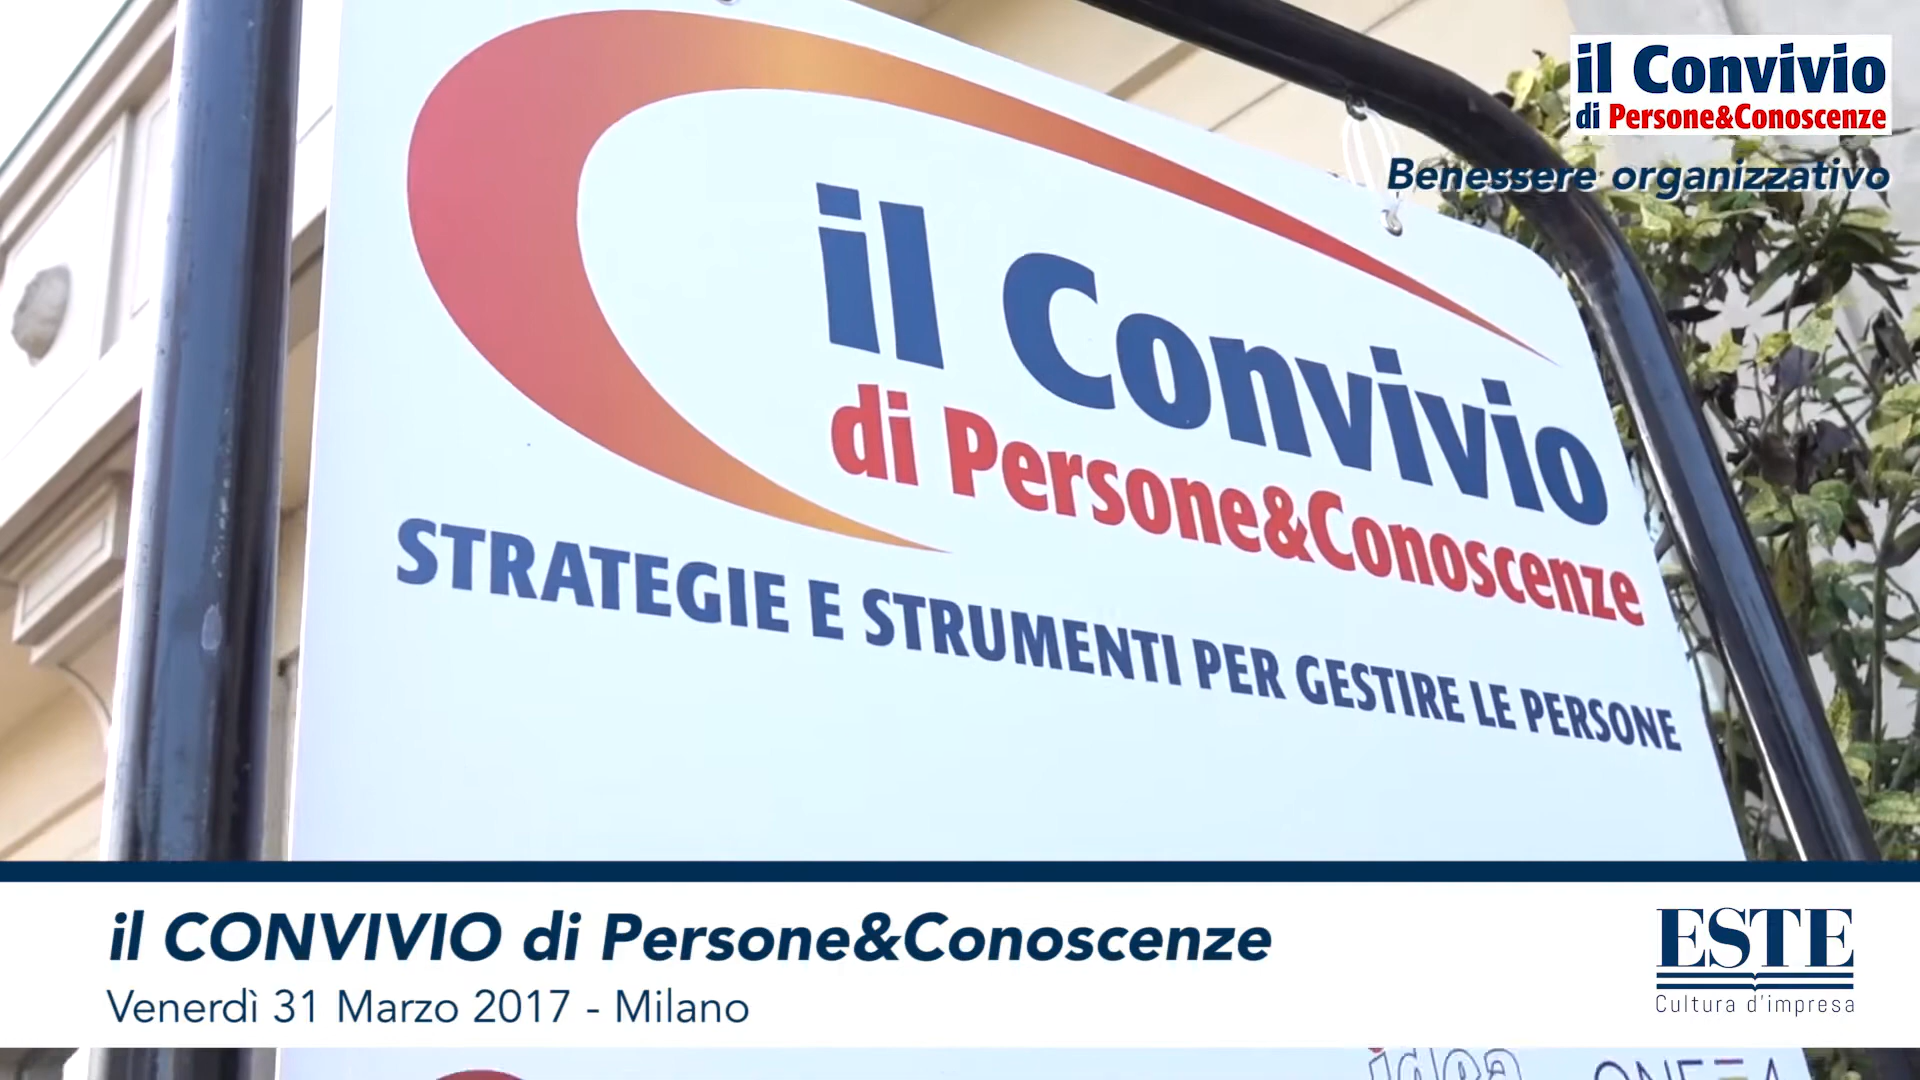 il Convivio
di Persone&Conoscenze
Benessere organizzativo
il Convivio
di Persone&Conoscenze
STRATEGIE E STRUMENTI PER GESTIRE LE PERSONE
il CONVIVIO di Persone&Conoscenze
Venerdì 31 Marzo 2017 - Milano
ESTE
Cultura d'impresa